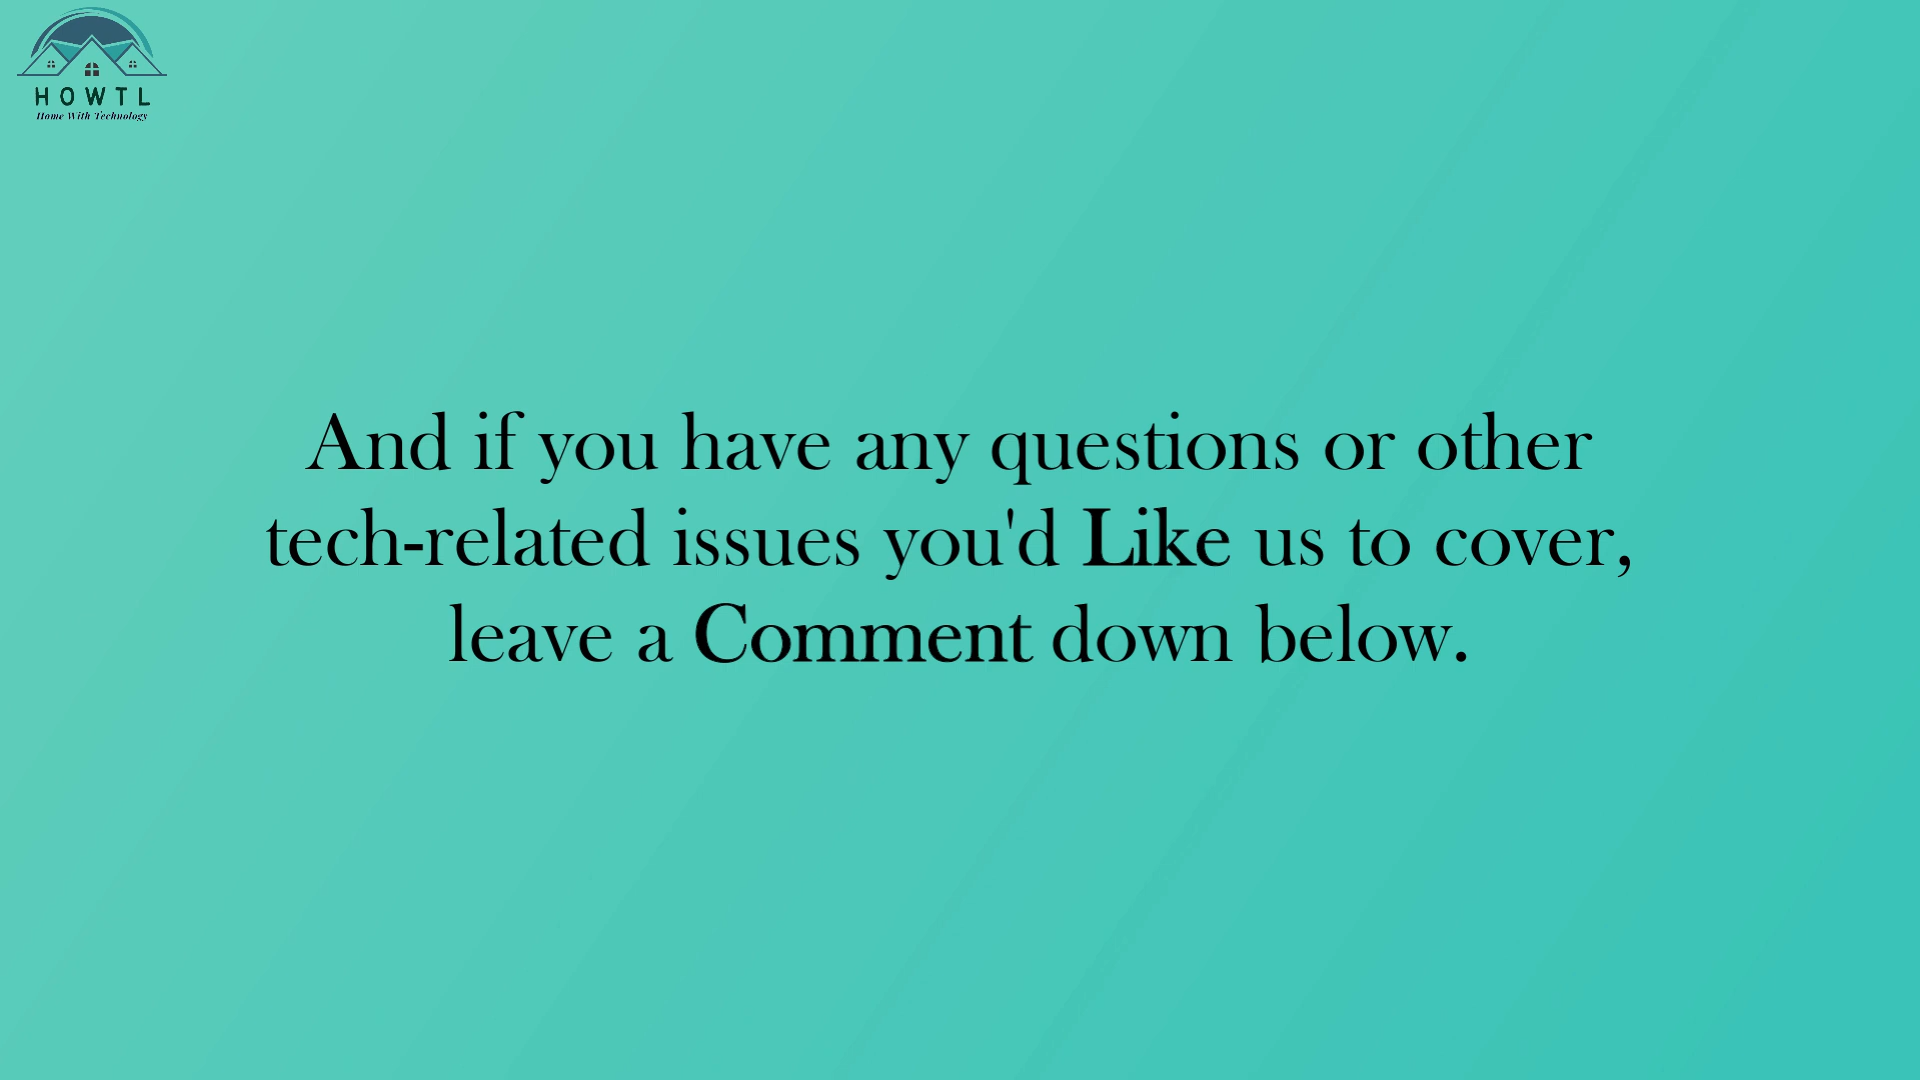 HOWTL
Home With Technology
And if you have any questions or other
tech-related issues you'd Like us to cover,
leave a Comment down below.